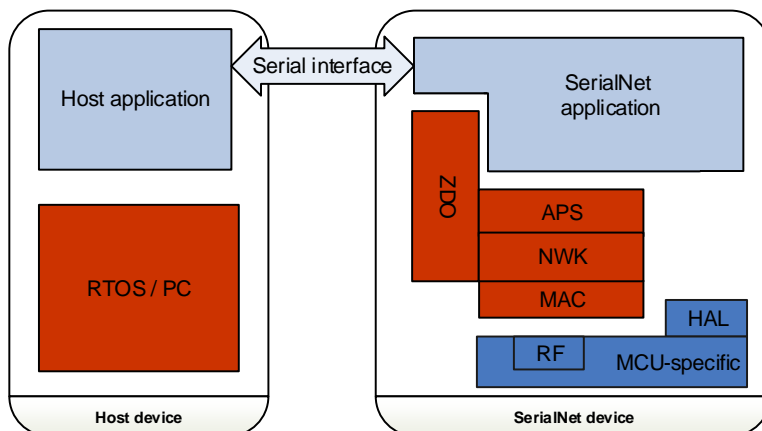 Host application
Serial interface
SerialNet
application
ZDO
APS
NWK
MAC
RTOS / PC
HAL
RF
MCU-specific
Host device
SerialNet device